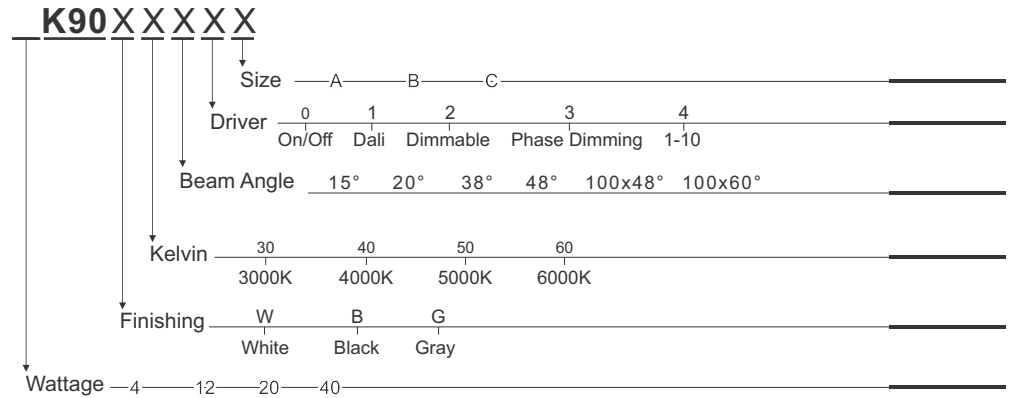 K90 X X X X X
Size A B C
Driver 0 1 2 3 4
On/Off Dali Dimmable Phase Dimming 1-10
Beam Angle 15° 20° 38° 48° 100x48° 100x60°
30 40 50 60
Kelvin
3000K 4000K 5000K 6000K
W B G
Finishing
White Black Gray
Wattage 4 12 20 40